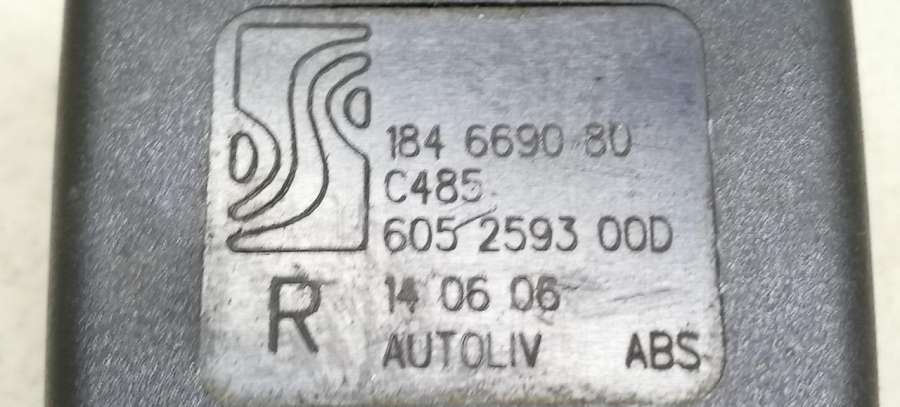 184 6690 80
C485
605 2593 00D
R 14 06 06
AUTOLIV ABS